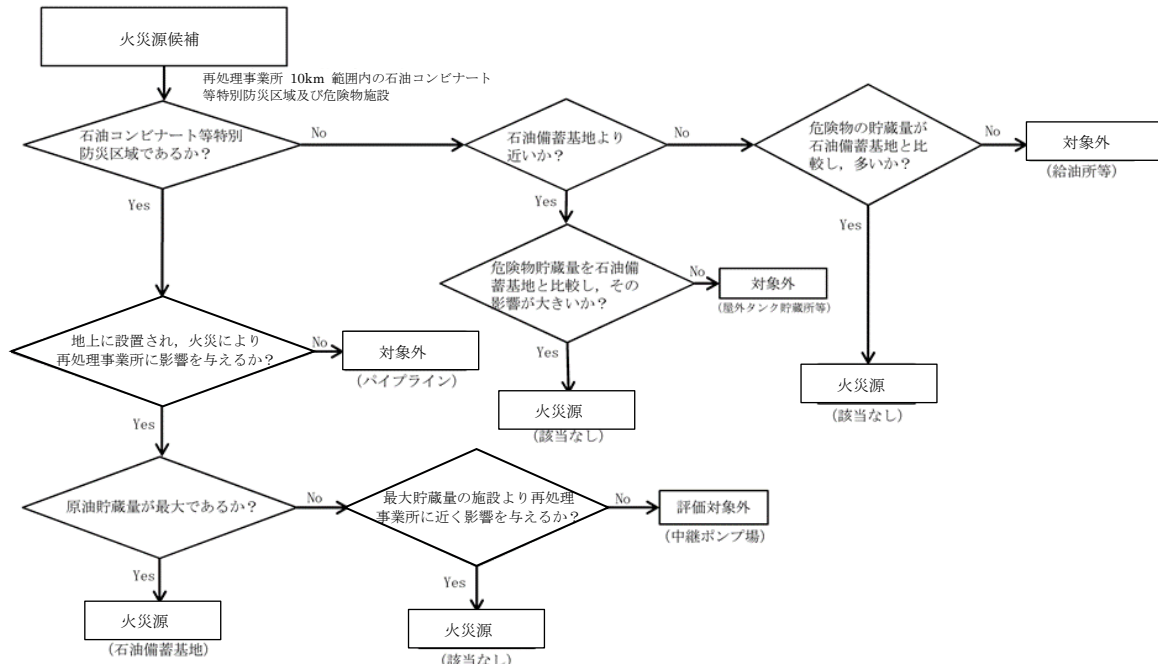 火災源候補
再処理事業所 10km 範囲内の石油コンビナート
等特別防災区域及び危険物施設
石油コンビナート等特別
防災区域であるか?
No
石油備蓄基地より
近いか?
No
危険物の貯蔵量が
石油備蓄基地と比
較し,多いか?
No
対象外
(給油所等)
Yes
Yes
Yes
危険物貯蔵量を石油備
蓄基地と比較し,その
影響が大きいか?
No
対象外
(屋外タンク貯蔵所等)
地上に設置され,火災により
再処理事業所に影響を与えるか?
No
対象外
(パイプライン)
Yes
火災源
(該当なし)
火災源
(該当なし)
Yes
原油貯蔵量が最大であるか?
No
最大貯蔵量の施設より再処理
事業所に近く影響を与えるか?
No
評価対象外
(中継ポンプ場)
Yes
Yes
火災源
(石油備蓄基地)
火災源
(該当なし)